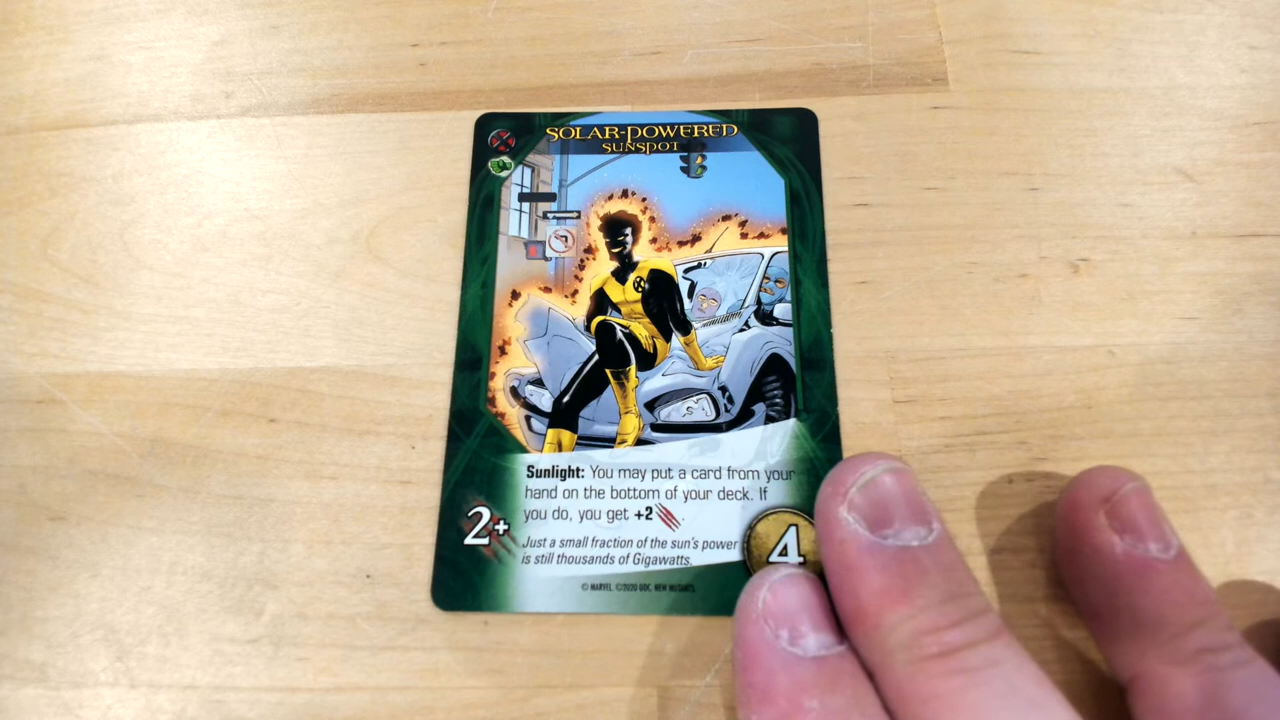 SOLAR-POWERED
SUNSPOT
Sunlight: You may put a card from your
hand on the bottom of your deck. If
you do, you get +2
2+
Just a small fraction of the sun's power
is still thousands of Gigawatts.
4
© MARVEL. ©2020 UDC. NEW MUTANTS